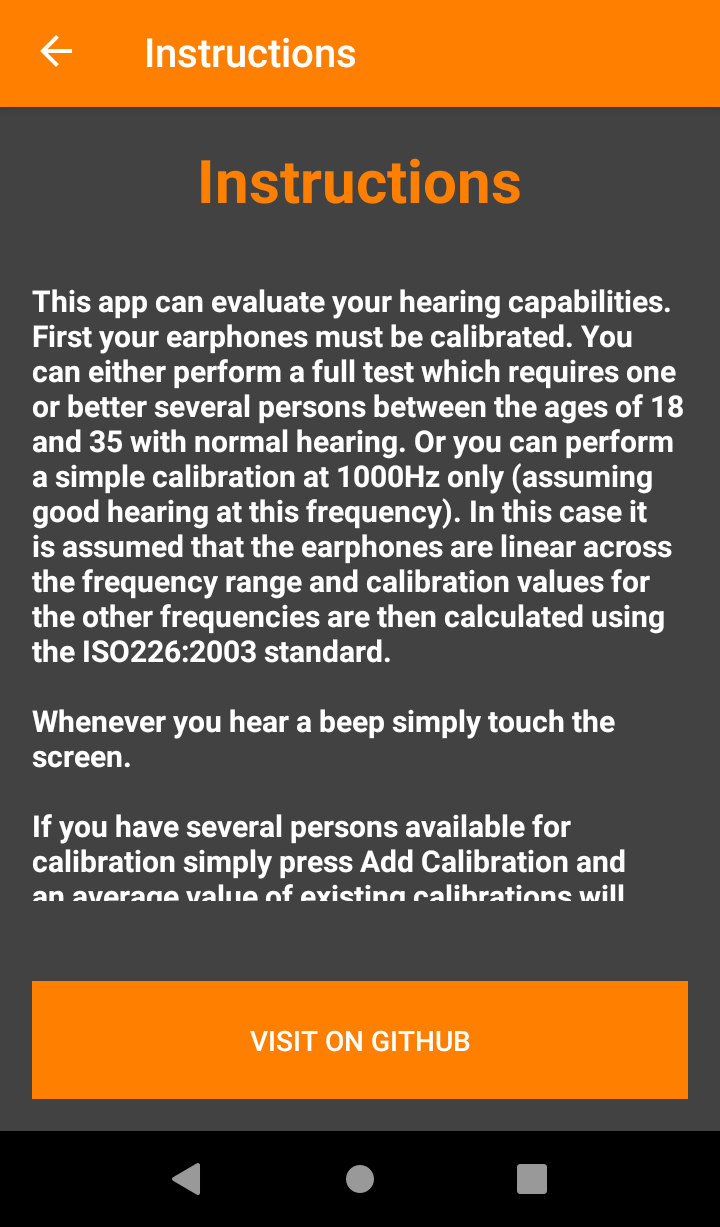 Instructions
Instructions
This app can evaluate your hearing capabilities.
First your earphones must be calibrated. You
can either perform a full test which requires one
or better several persons between the ages of 18
and 35 with normal hearing. Or you can perform
a simple calibration at 1000Hz only (assuming
good hearing at this frequency). In this case it
is assumed that the earphones are linear across
the frequency range and calibration values for
the other frequencies are then calculated using
the ISO226:2003 standard.
Whenever you hear a beep simply touch the
screen.
If you have several persons available for
calibration simply press Add Calibration and
an average value of existing calibrations will
VISIT ON GITHUB